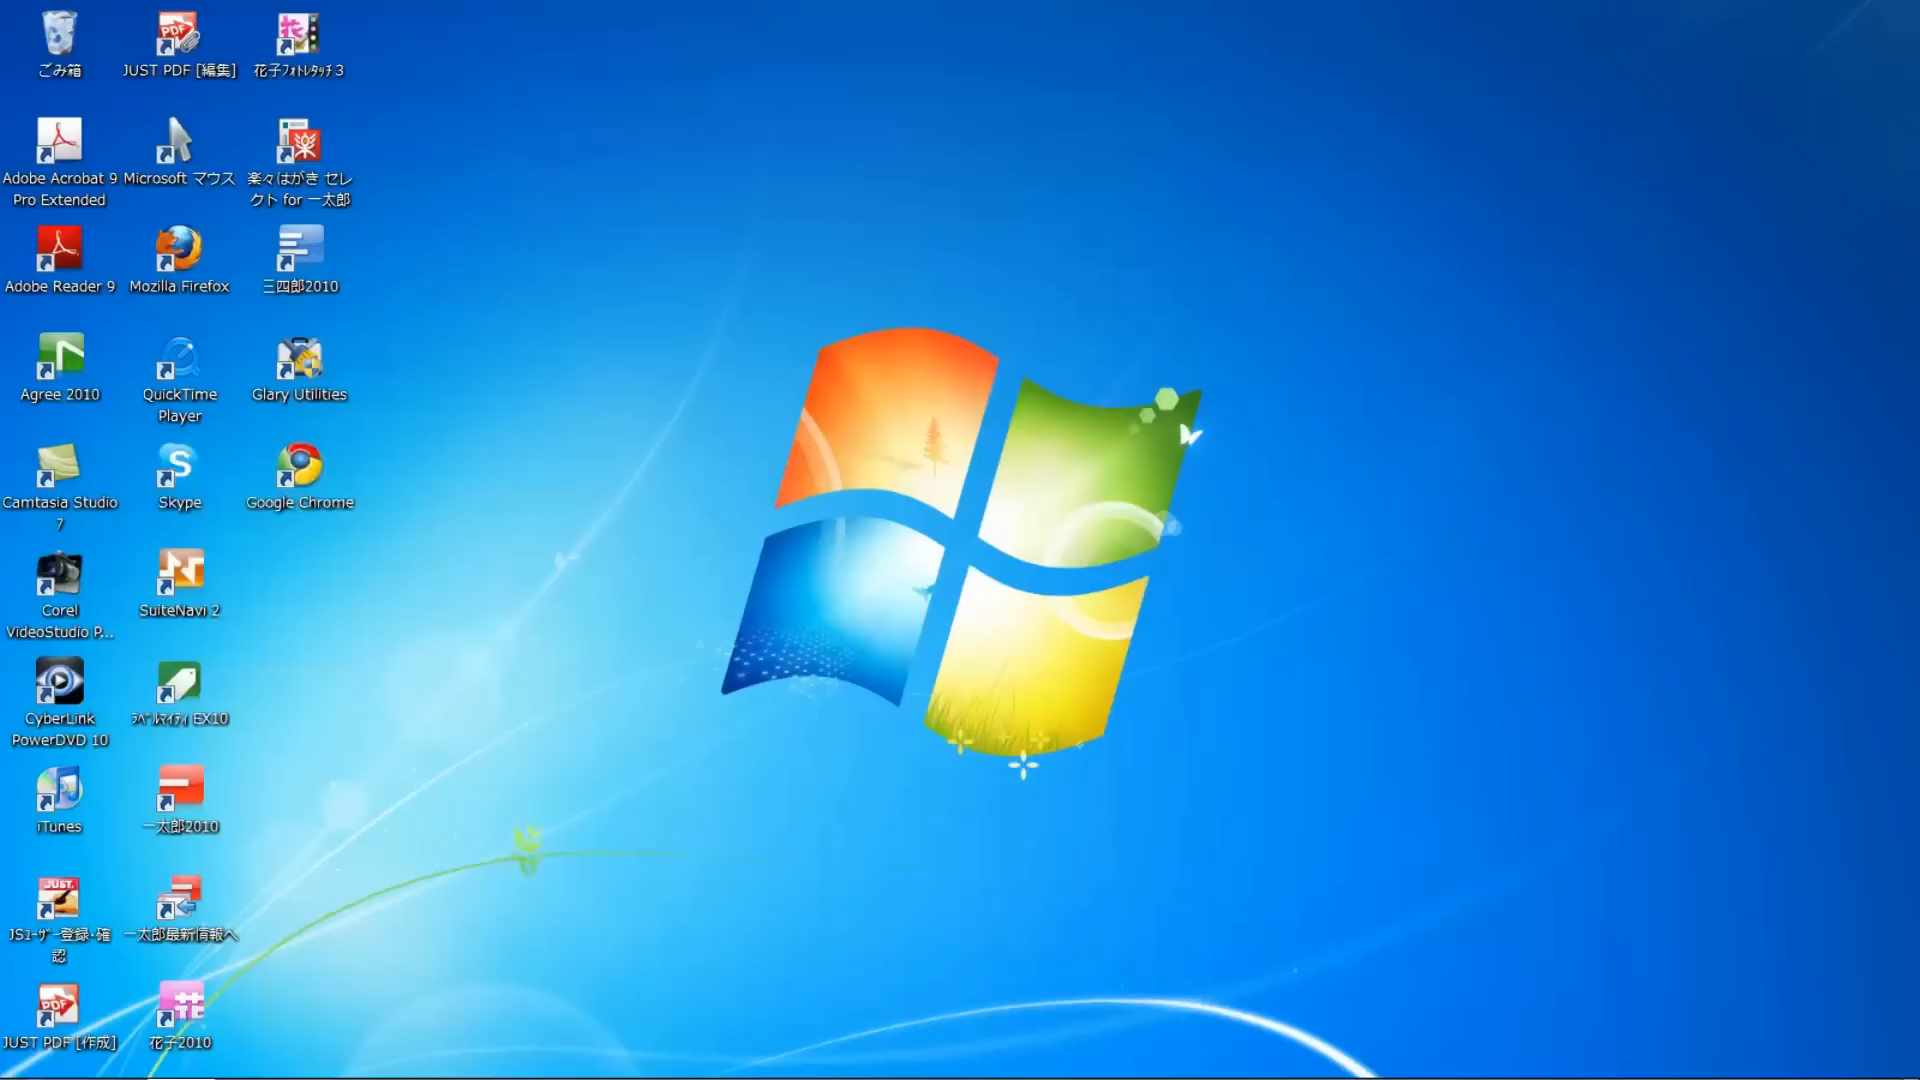 ごみ箱
JUST PDF [編集]
花子ﾌｫﾄﾚﾀｯﾁ 3
Adobe Acrobat 9
Pro Extended
Microsoft マウス
楽々はがき セレ
クト for 一太郎
Adobe Reader 9
Mozilla Firefox
三四郎2010
Agree 2010
QuickTime
Player
Glary Utilities
Camtasia Studio
7
Skype
Google Chrome
Corel
VideoStudio P...
SuiteNavi 2
CyberLink
PowerDVD 10
ﾗﾍﾞﾙﾏｲﾃｨ EX10
iTunes
一太郎2010
JSﾕｰｻﾞｰ登録･確
認
一太郎最新情報へ
JUST PDF [作成]
花子2010